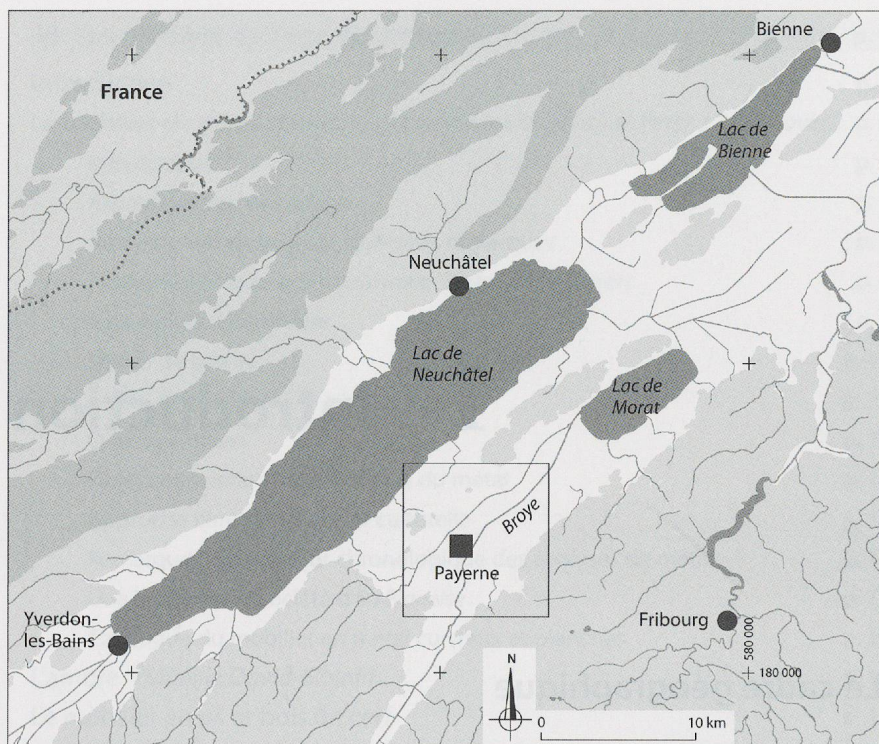 Bienne
France
Lac de
Bienne
Neuchâtel
Lac de
Neuchâtel
Lac de
Morat
Broye
Payerne
Yverdon-
les-Bains
Fribourg
580 000
180 000
N
0
10 km